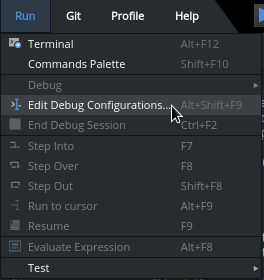 Run Git Profile Help
Terminal Alt+F12
Commands Palette Shift+F10
Debug
Edit Debug Configurations... Alt+Shift+F9
End Debug Session Ctrl+F2
Step Into F7
Step Over F8
Step Out Shift+F8
Run to cursor Alt+F9
Resume F9
Evaluate Expression Alt+F8
Test